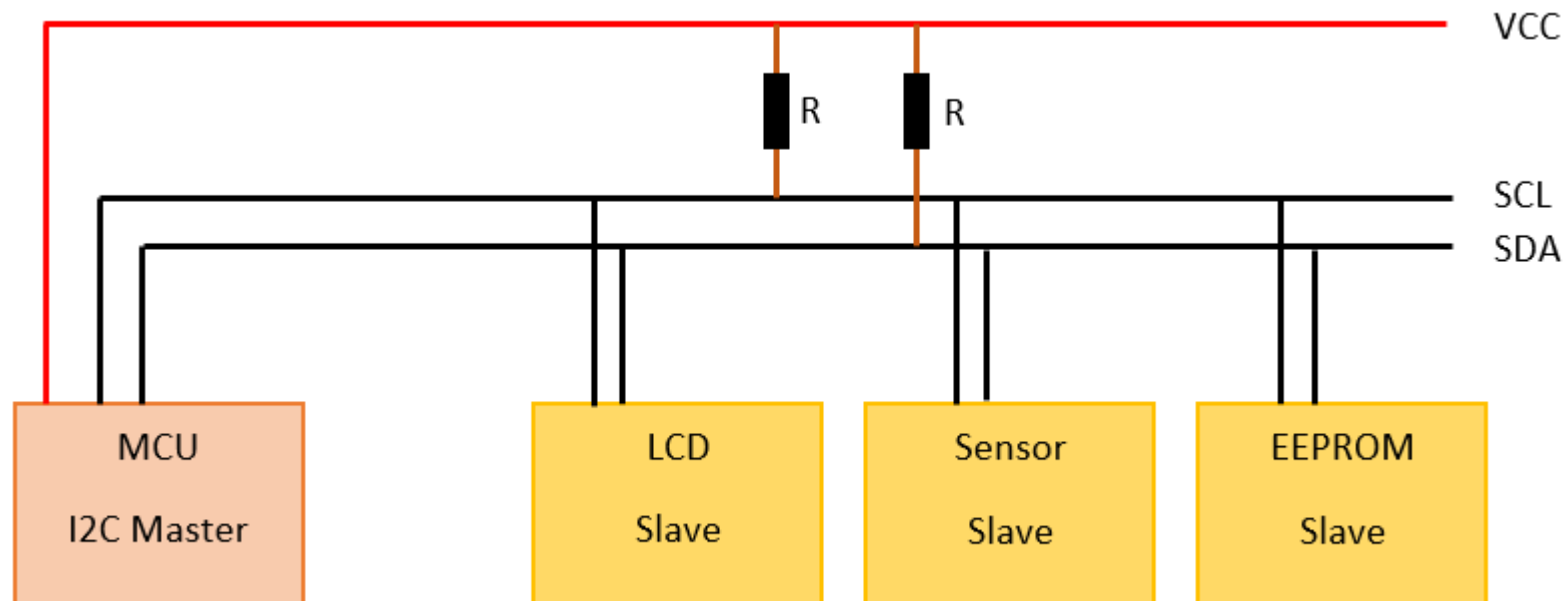 VCC
R
R
SCL
SDA
MCU
I2C Master
LCD
Slave
Sensor
Slave
EEPROM
Slave